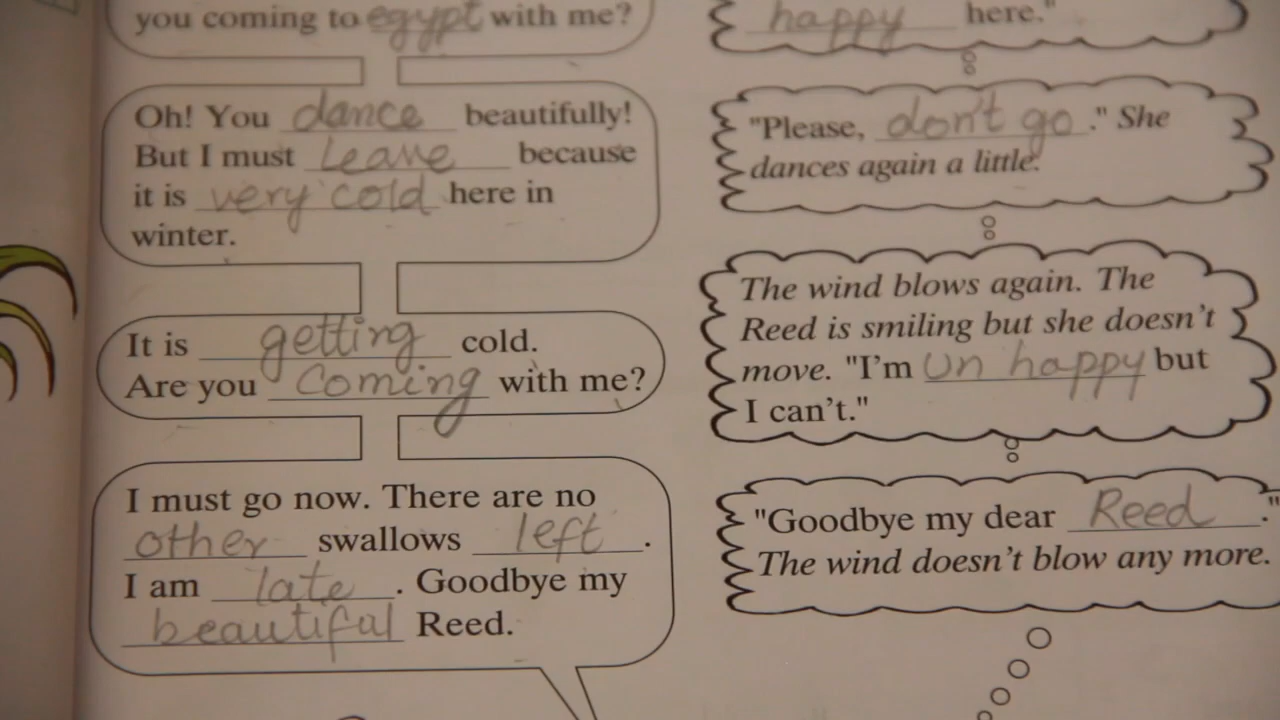 you coming to egypt with me?
Oh! You dance beautifully!
But I must leave because
it is very cold here in
winter.
It is getting cold.
Are you coming with me?
I must go now. There are no
other swallows left.
I am late. Goodbye my
beautiful Reed.
happy here."
"Please, don't go." She
dances again a little.
The wind blows again. The
Reed is smiling but she doesn't
move. "I'm un happy but
I can't."
"Goodbye my dear Reed."
The wind doesn't blow any more.